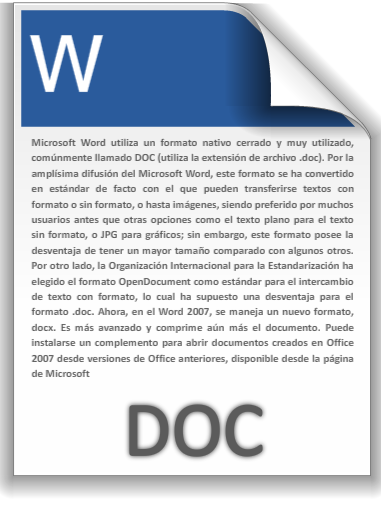 W
Microsoft Word utiliza un formato nativo cerrado y muy utilizado,
comúnmente llamado DOC (utiliza la extensión de archivo .doc). Por la
amplísima difusión del Microsoft Word, este formato se ha convertido
en estándar de facto con el que pueden transferirse textos con
formato o sin formato, o hasta imágenes, siendo preferido por muchos
usuarios antes que otras opciones como el texto plano para el texto
sin formato, o JPG para gráficos; sin embargo, este formato posee la
desventaja de tener un mayor tamaño comparado con algunos otros.
Por otro lado, la Organización Internacional para la Estandarización ha
elegido el formato OpenDocument como estándar para el intercambio
de texto con formato, lo cual ha supuesto una desventaja para el
formato .doc. Ahora, en el Word 2007, se maneja un nuevo formato,
docx. Es más avanzado y comprime aún más el documento. Puede
instalarse un complemento para abrir documentos creados en Office
2007 desde versiones de Office anteriores, disponible desde la página
de Microsoft
DOC